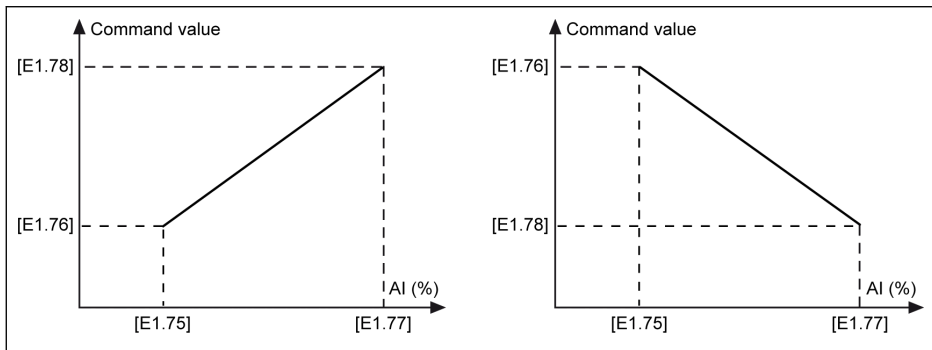 Command value
[E1.78]
[E1.76]
AI (%)
[E1.75]
[E1.77]
Command value
[E1.76]
[E1.78]
AI (%)
[E1.75]
[E1.77]